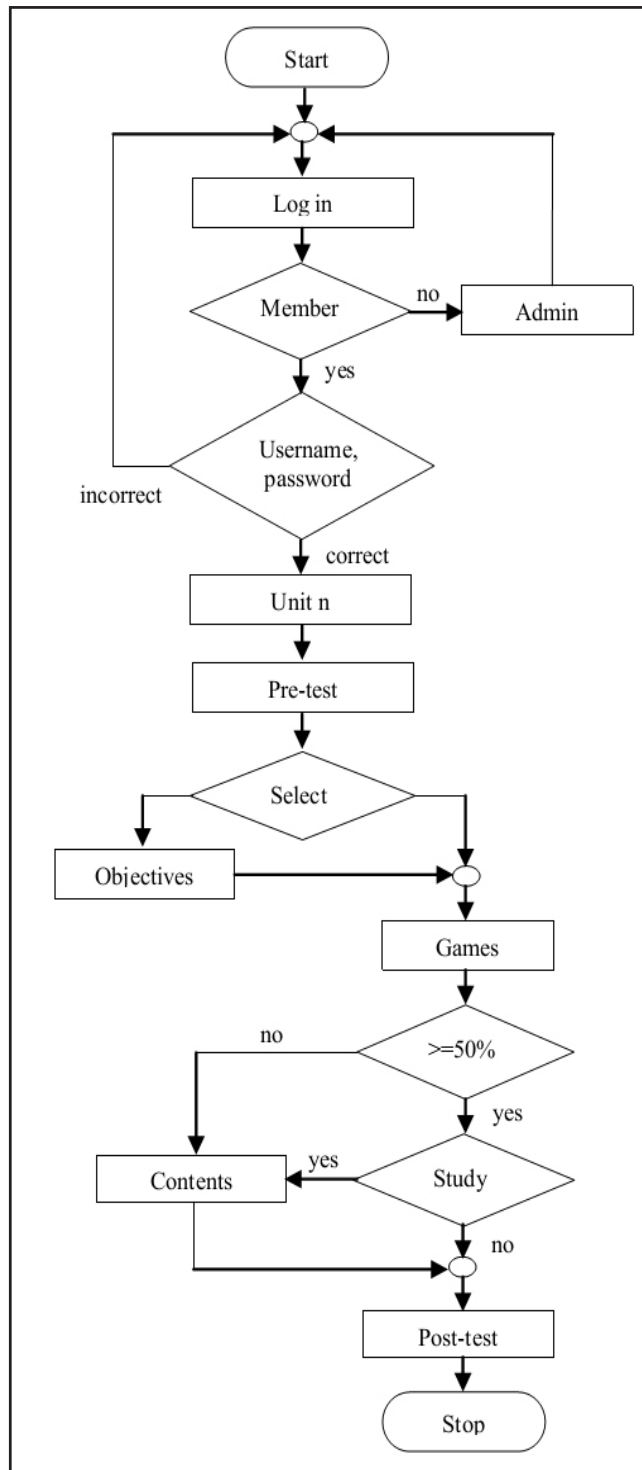 Start
Log in
Member
no
Admin
yes
Username,
password
incorrect
correct
Unit n
Pre-test
Select
Objectives
Games
no
>=50%
yes
Contents
yes
Study
no
Post-test
Stop